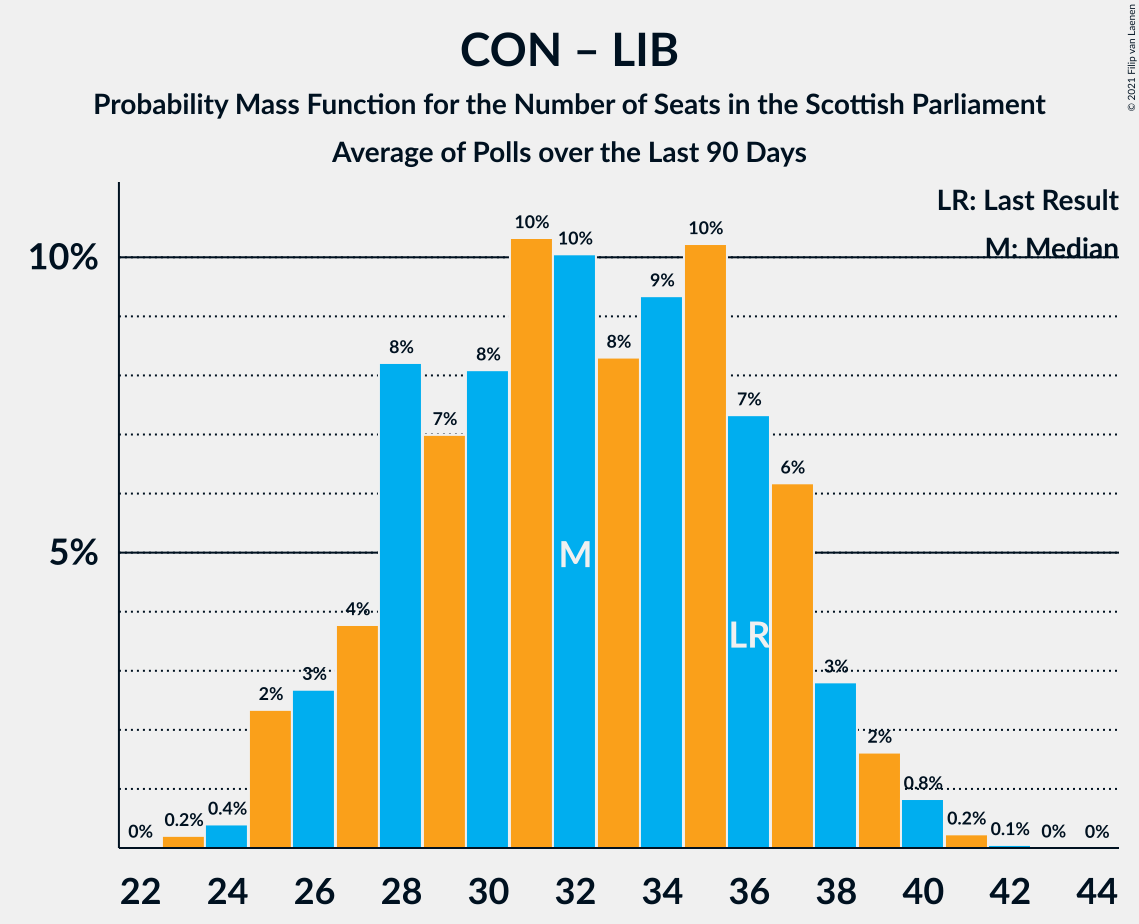 CON – LIB
Probability Mass Function for the Number of Seats in the Scottish Parliament
Average of Polls over the Last 90 Days
© 2021 Filip van Laenen
LR: Last Result
M: Median
10%
5%
0%
0.2%
0.4%
2%
3%
4%
8%
7%
8%
10%
10%
8%
9%
10%
7%
6%
3%
2%
0.8%
0.2%
0.1%
0%
0%
M
LR
22 24 26 28 30 32 34 36 38 40 42 44